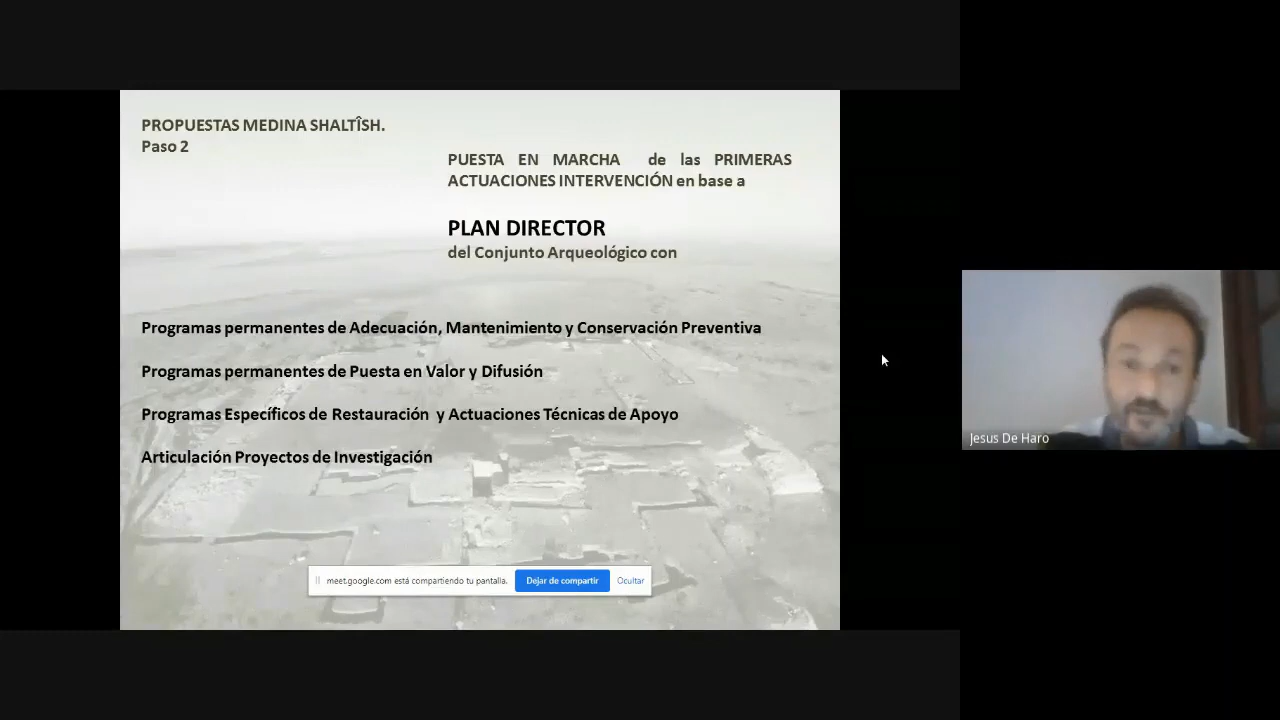 PROPUESTAS MEDINA SHALTÎSH.
Paso 2
PUESTA EN MARCHA de las PRIMERAS
ACTUACIONES INTERVENCIÓN en base a
PLAN DIRECTOR
del Conjunto Arqueológico con
Programas permanentes de Adecuación, Mantenimiento y Conservación Preventiva
Programas permanentes de Puesta en Valor y Difusión
Programas Específicos de Restauración y Actuaciones Técnicas de Apoyo
Articulación Proyectos de Investigación
meet.google.com está compartiendo tu pantalla. Dejar de compartir Ocultar
Jesus De Haro